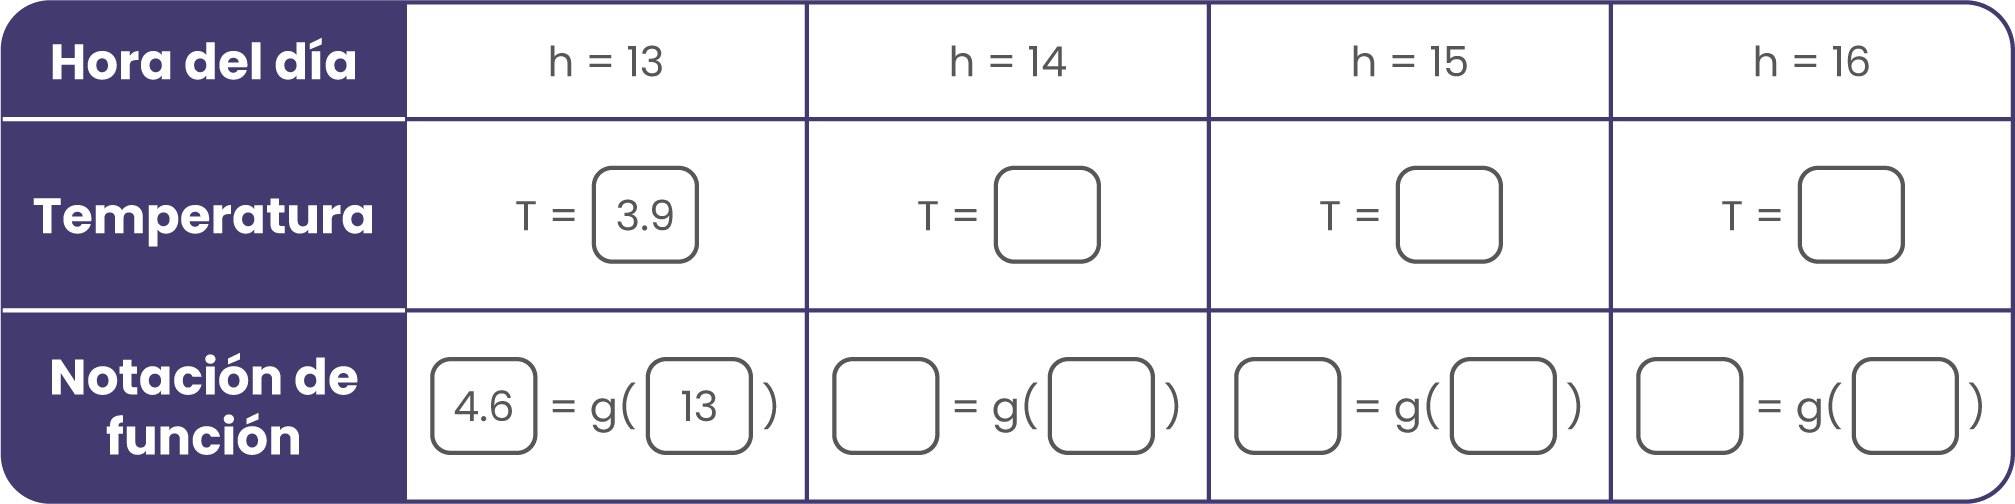 Hora del día h = 13 h = 14 h = 15 h = 16
Temperatura T = 3.9 T = T = T =
Notación de
función
4.6 = g( 13 ) = g( ) = g( ) = g( )